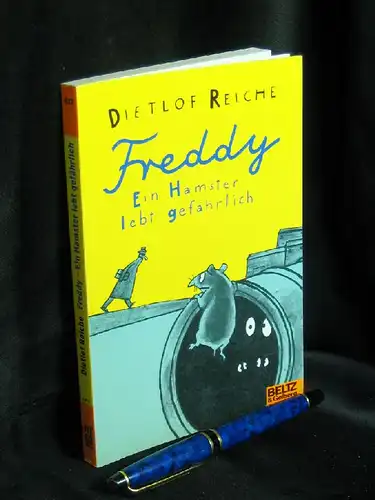 DIETLOF REICHE
Freddy
Ein Hamster
lebt gefährlich
BELTZ
& Gelberg
Dietlof Reiche Freddy – Ein Hamster lebt gefährlich